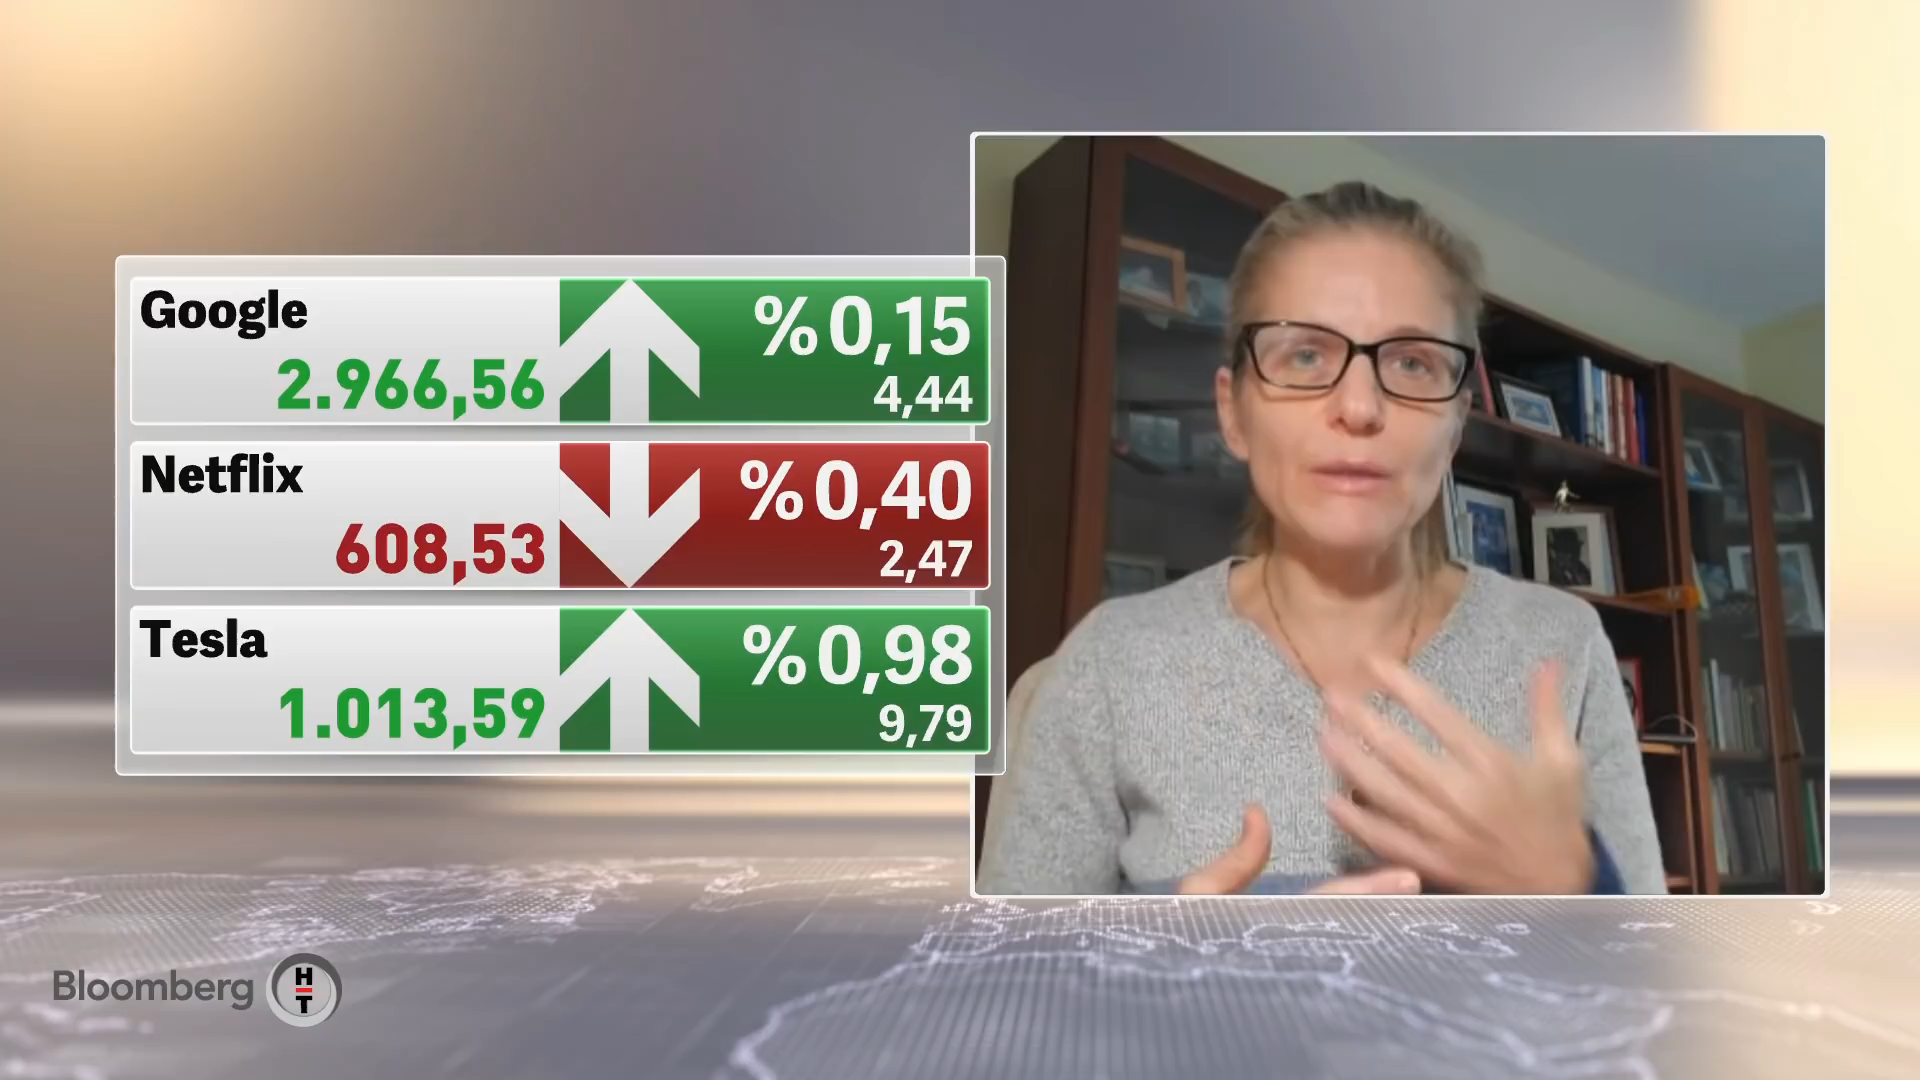 Google
2.966,56
%0,15
4,44
Netflix
608,53
%0,40
2,47
Tesla
1.013,59
%0,98
9,79
Bloomberg HT